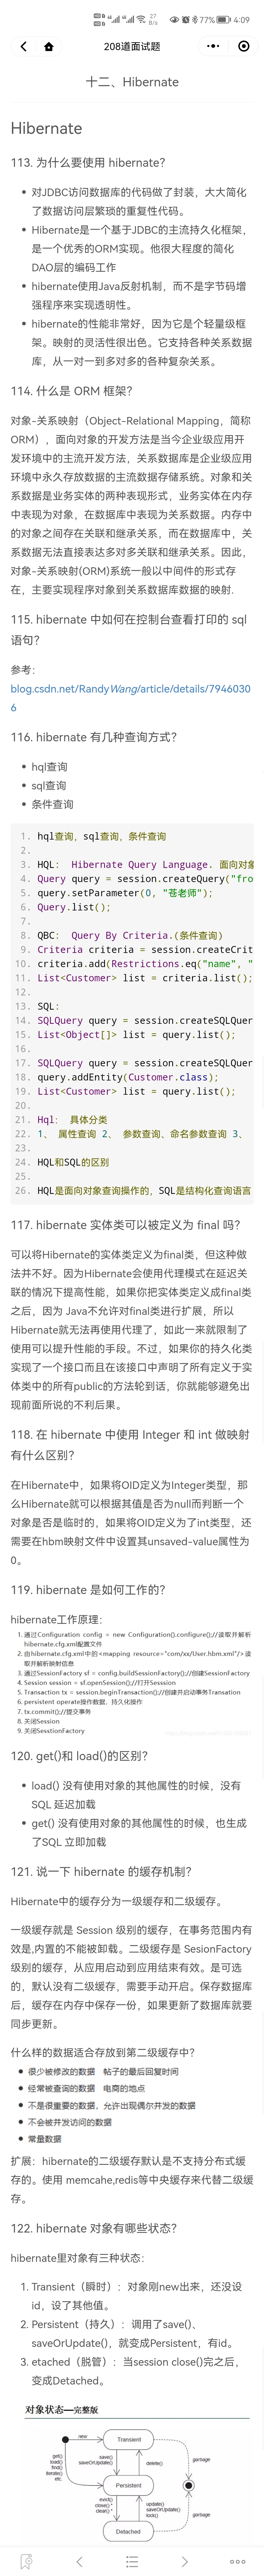 27
B/s
77%
4:09
208道面试题
十二、Hibernate
Hibernate
113. 为什么要使用 hibernate？
对JDBC访问数据库的代码做了封装，大大简化
了数据访问层繁琐的重复性代码。
Hibernate是一个基于JDBC的主流持久化框架，
是一个优秀的ORM实现。他很大程度的简化
DAO层的编码工作
hibernate使用Java反射机制，而不是字节码增
强程序来实现透明性。
hibernate的性能非常好，因为它是个轻量级框
架。映射的灵活性很出色。它支持各种关系数据
库，从一对一到多对多的各种复杂关系。
114. 什么是 ORM 框架？
对象-关系映射（Object-Relational Mapping，简称
ORM），面向对象的开发方法是当今企业级应用开
发环境中的主流开发方法，关系数据库是企业级应用
环境中永久存放数据的主流数据存储系统。对象和关
系数据是业务实体的两种表现形式，业务实体在内存
中表现为对象，在数据库中表现为关系数据。内存中
的对象之间存在关联和继承关系，而在数据库中，关
系数据无法直接表达多对多关联和继承关系。因此，
对象-关系映射(ORM)系统一般以中间件的形式存
在，主要实现程序对象到关系数据库数据的映射.
115. hibernate 中如何在控制台查看打印的 sql
语句？
参考：
blog.csdn.net/RandyWang/article/details/7946030
6
116. hibernate 有几种查询方式？
hql查询
sql查询
条件查询
1. hql查询，sql查询，条件查询
2.
3. HQL： Hibernate Query Language. 面向对象
4. Query query = session.createQuery("fro
5. query.setParameter(0, "苍老师");
6. Query.list();
7.
8. QBC： Query By Criteria.(条件查询)
9. Criteria criteria = session.createCrit
10. criteria.add(Restrictions.eq("name", "
11. List<Customer> list = criteria.list();
12.
13. SQL:
14. SQLQuery query = session.createSQLQuer
15. List<Object[]> list = query.list();
16.
17. SQLQuery query = session.createSQLQuer
18. query.addEntity(Customer.class);
19. List<Customer> list = query.list();
20.
21. Hql： 具体分类
22. 1、 属性查询 2、 参数查询、命名参数查询 3、
23.
24. HQL和SQL的区别
25.
26. HQL是面向对象查询操作的，SQL是结构化查询语言
117. hibernate 实体类可以被定义为 final 吗？
可以将Hibernate的实体类定义为final类，但这种做
法并不好。因为Hibernate会使用代理模式在延迟关
联的情况下提高性能，如果你把实体类定义成final类
之后，因为 Java不允许对final类进行扩展，所以
Hibernate就无法再使用代理了，如此一来就限制了
使用可以提升性能的手段。不过，如果你的持久化类
实现了一个接口而且在该接口中声明了所有定义于实
体类中的所有public的方法轮到话，你就能够避免出
现前面所说的不利后果。
118. 在 hibernate 中使用 Integer 和 int 做映射
有什么区别？
在Hibernate中，如果将OID定义为Integer类型，那
么Hibernate就可以根据其值是否为null而判断一个
对象是否是临时的，如果将OID定义为了int类型，还
需要在hbm映射文件中设置其unsaved-value属性为
0。
119. hibernate 是如何工作的？
hibernate工作原理：
1. 通过Configuration config = new Configuration().configure();//读取并解析
hibernate.cfg.xml配置文件
2. 由hibernate.cfg.xml中的<mapping resource="com/xx/User.hbm.xml"/>读
取并解析映射信息
3. 通过SessionFactory sf = config.buildSessionFactory();//创建SessionFactory
4. Session session = sf.openSession();//打开Sesssion
5. Transaction tx = session.beginTransaction();//创建并启动事务Transation
6. persistent operate操作数据，持久化操作
7. tx.commit();//提交事务
8. 关闭Session
9. 关闭SesstionFactory
120. get()和 load()的区别？
load() 没有使用对象的其他属性的时候，没有
SQL 延迟加载
get() 没有使用对象的其他属性的时候，也生成
了SQL 立即加载
121. 说一下 hibernate 的缓存机制？
Hibernate中的缓存分为一级缓存和二级缓存。
一级缓存就是 Session 级别的缓存，在事务范围内有
效是,内置的不能被卸载。二级缓存是 SesionFactory
级别的缓存，从应用启动到应用结束有效。是可选
的，默认没有二级缓存，需要手动开启。保存数据库
后，缓存在内存中保存一份，如果更新了数据库就要
同步更新。
什么样的数据适合存放到第二级缓存中？
很少被修改的数据 帖子的最后回复时间
经常被查询的数据 电商的地点
不是很重要的数据，允许出现偶尔并发的数据
不会被并发访问的数据
常量数据
扩展：hibernate的二级缓存默认是不支持分布式缓
存的。使用 memcahe,redis等中央缓存来代替二级缓
存。
122. hibernate 对象有哪些状态？
hibernate里对象有三种状态：
1. Transient（瞬时）：对象刚new出来，还没设
id，设了其他值。
2. Persistent（持久）：调用了save()、
saveOrUpdate()，就变成Persistent，有id。
3. etached（脱管）：当session close()完之后，
变成Detached。
对象状态—完整版
new
Transient
get()
load()
find()
iterate()
etc.
save()
saveOrUpdate()
delete()
garbage
Persistent
evict()
close() *
clear() *
update()
saveOrUpdate()
lock()
garbage
Detached